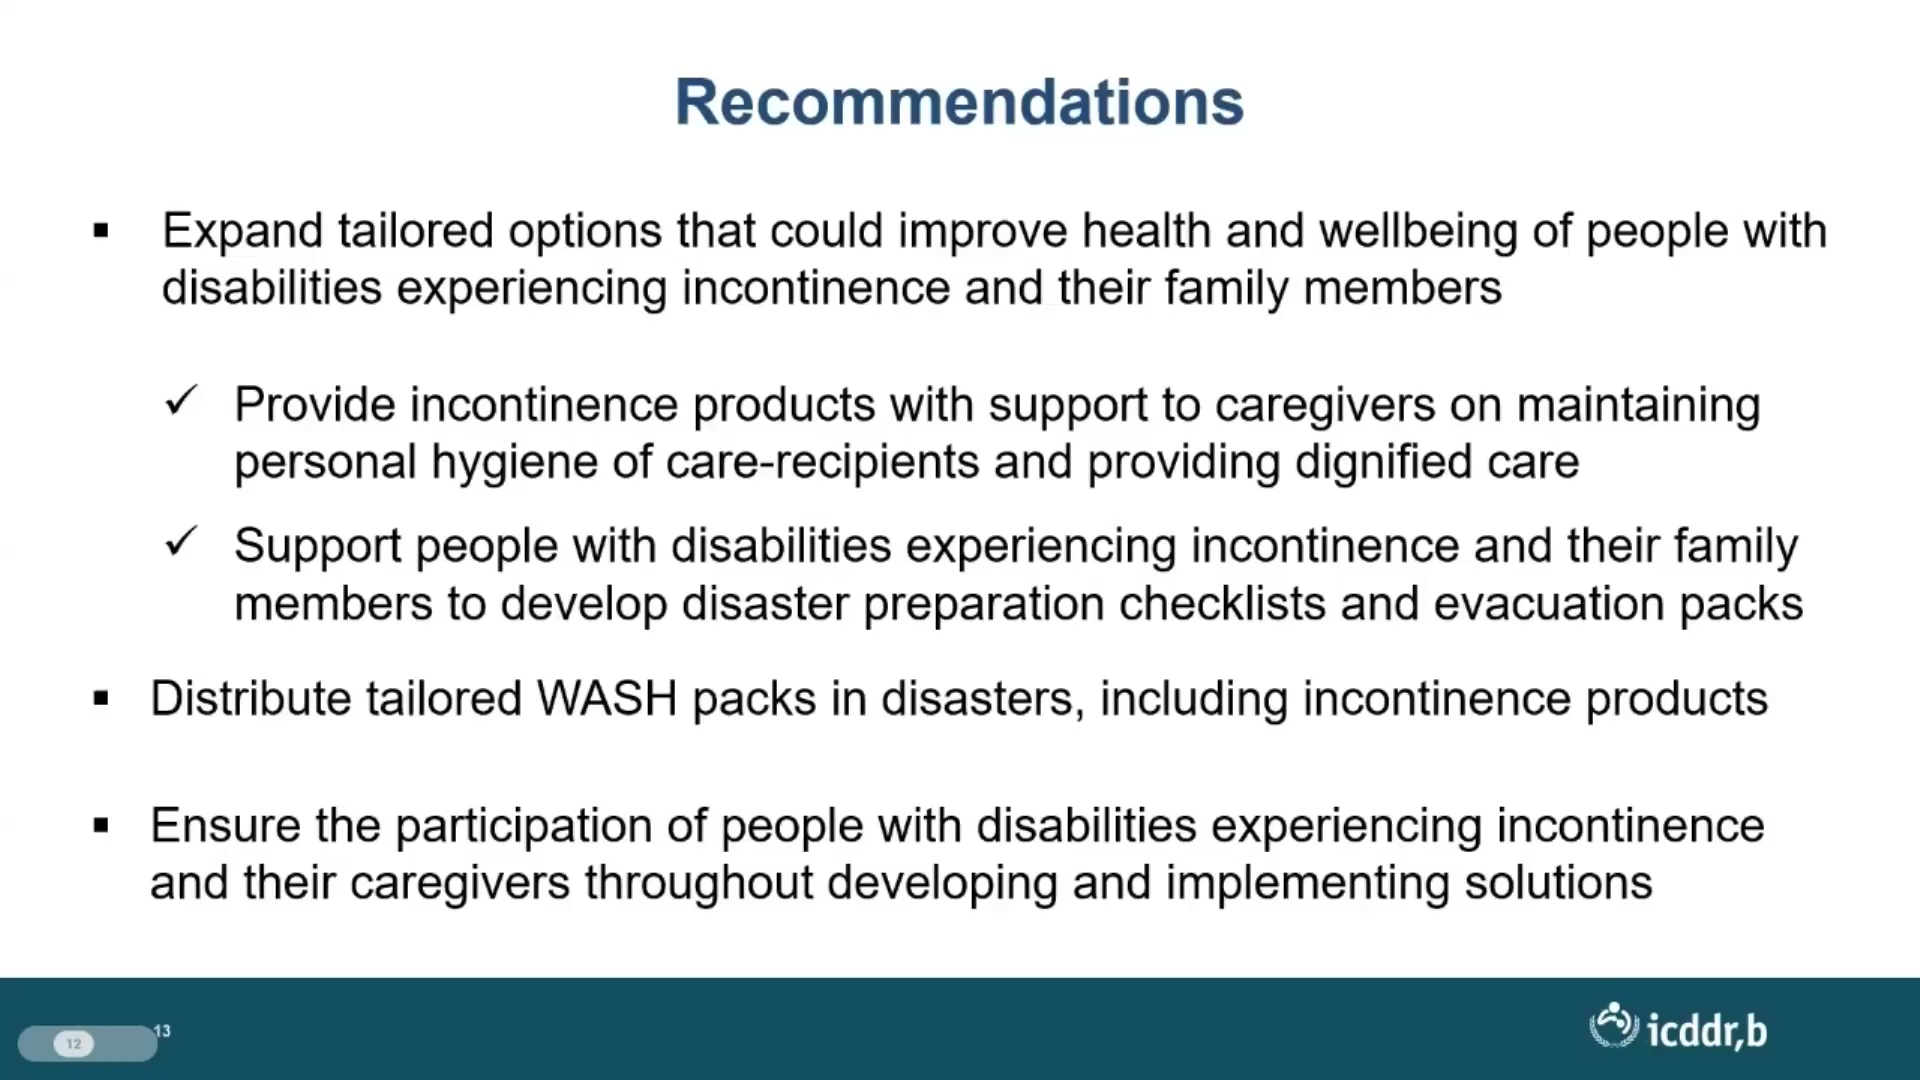 Recommendations
▪ Expand tailored options that could improve health and wellbeing of people with
disabilities experiencing incontinence and their family members
✓ Provide incontinence products with support to caregivers on maintaining
personal hygiene of care-recipients and providing dignified care
✓ Support people with disabilities experiencing incontinence and their family
members to develop disaster preparation checklists and evacuation packs
▪ Distribute tailored WASH packs in disasters, including incontinence products
▪ Ensure the participation of people with disabilities experiencing incontinence
and their caregivers throughout developing and implementing solutions
13
12
icddr,b